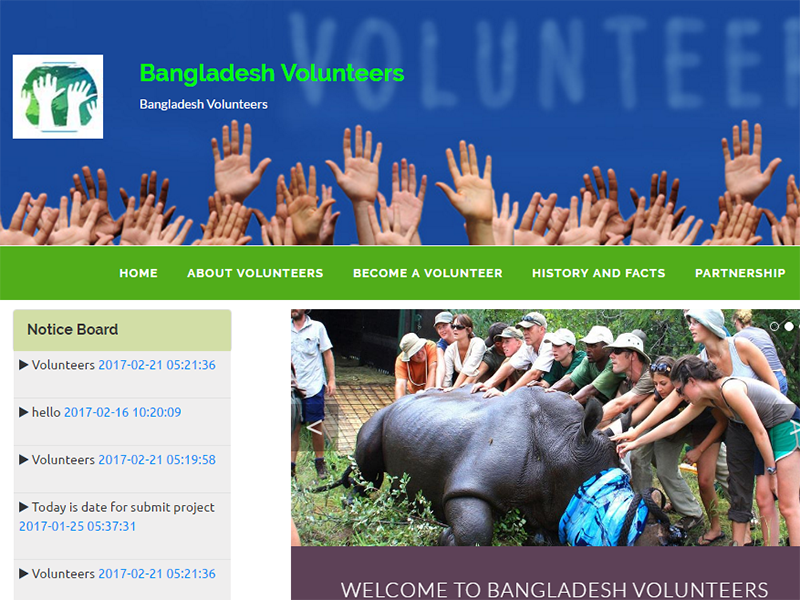 VOLUNTEER
Bangladesh Volunteers
Bangladesh Volunteers
HOME
ABOUT VOLUNTEERS
BECOME A VOLUNTEER
HISTORY AND FACTS
PARTNERSHIP
Notice Board
Volunteers 2017-02-21 05:21:36
hello 2017-02-16 10:20:09
Volunteers 2017-02-21 05:19:58
Today is date for submit project
2017-01-25 05:37:31
Volunteers 2017-02-21 05:21:36
WELCOME TO BANGLADESH VOLUNTEERS